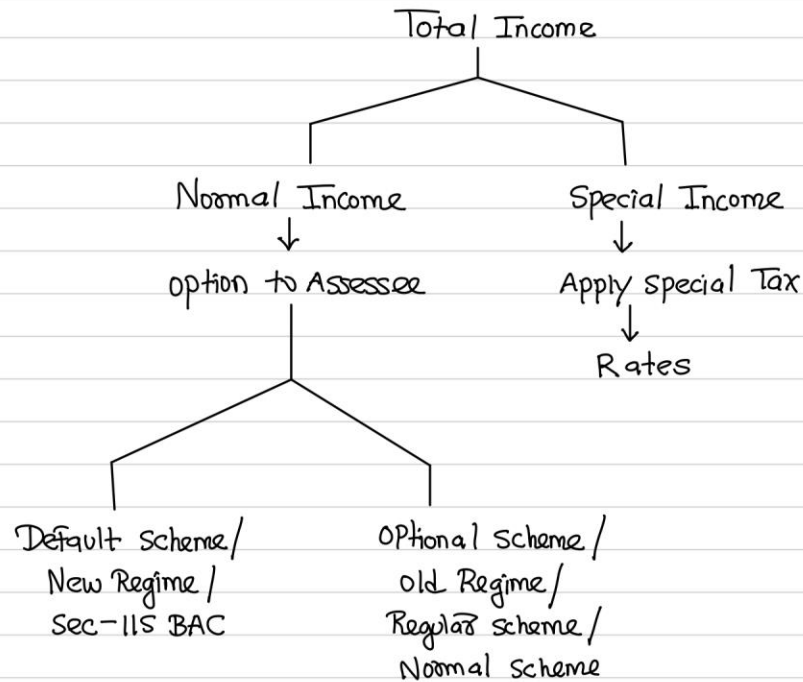 Total Income
Normal Income
Special Income
option to Assessee
Apply special Tax
Rates
Default scheme/
New Regime/
Sec-115 BAC
Optional scheme/
old Regime/
Regular scheme/
Normal scheme